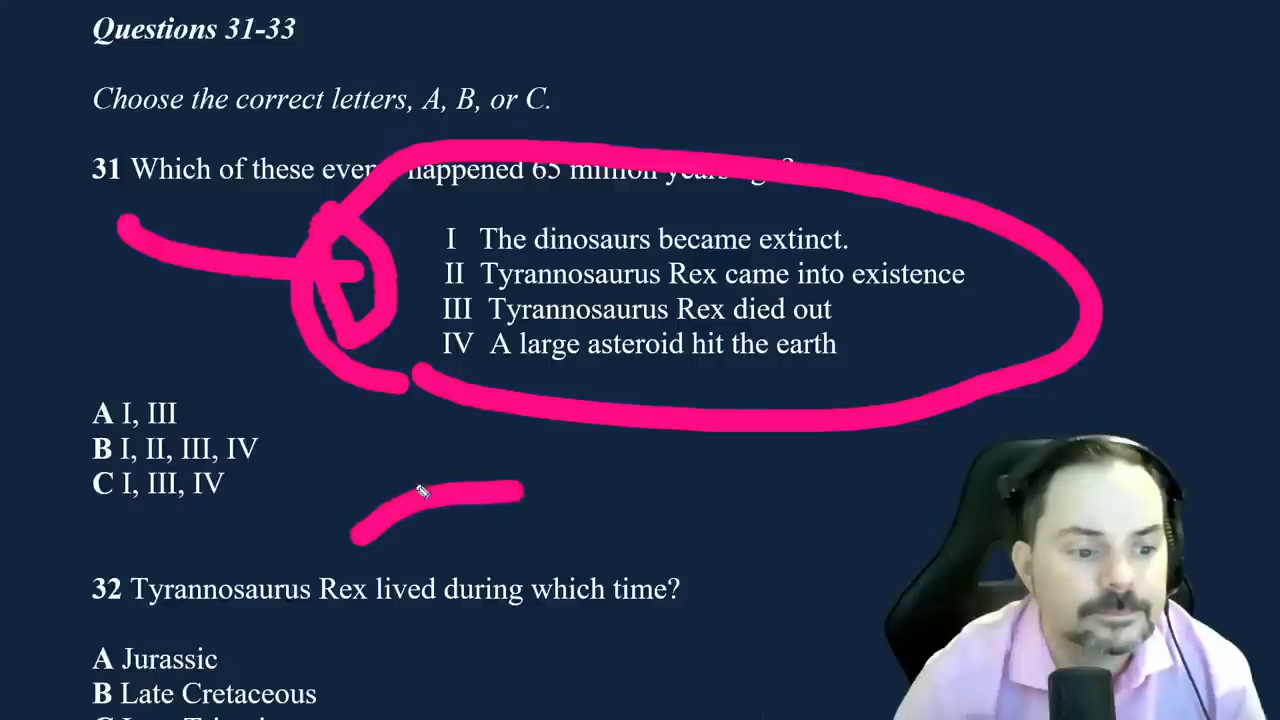 Questions 31-33
Choose the correct letters, A, B, or C.
31 Which of these happened 65 million years
I The dinosaurs became extinct.
II Tyrannosaurus Rex came into existence
III Tyrannosaurus Rex died out
IV A large asteroid hit the earth
A I, III
B I, II, III, IV
C I, III, IV
32 Tyrannosaurus Rex lived during which time?
A Jurassic
B Late Cretaceous